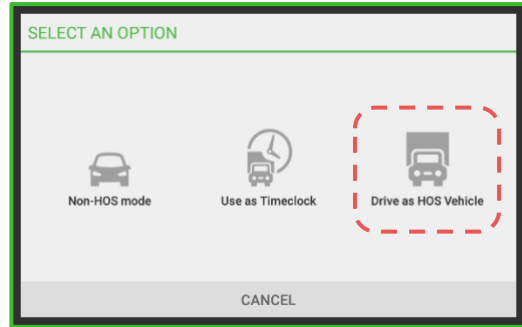 SELECT AN OPTION
Non-HOS mode
Use as Timeclock
Drive as HOS Vehicle
CANCEL